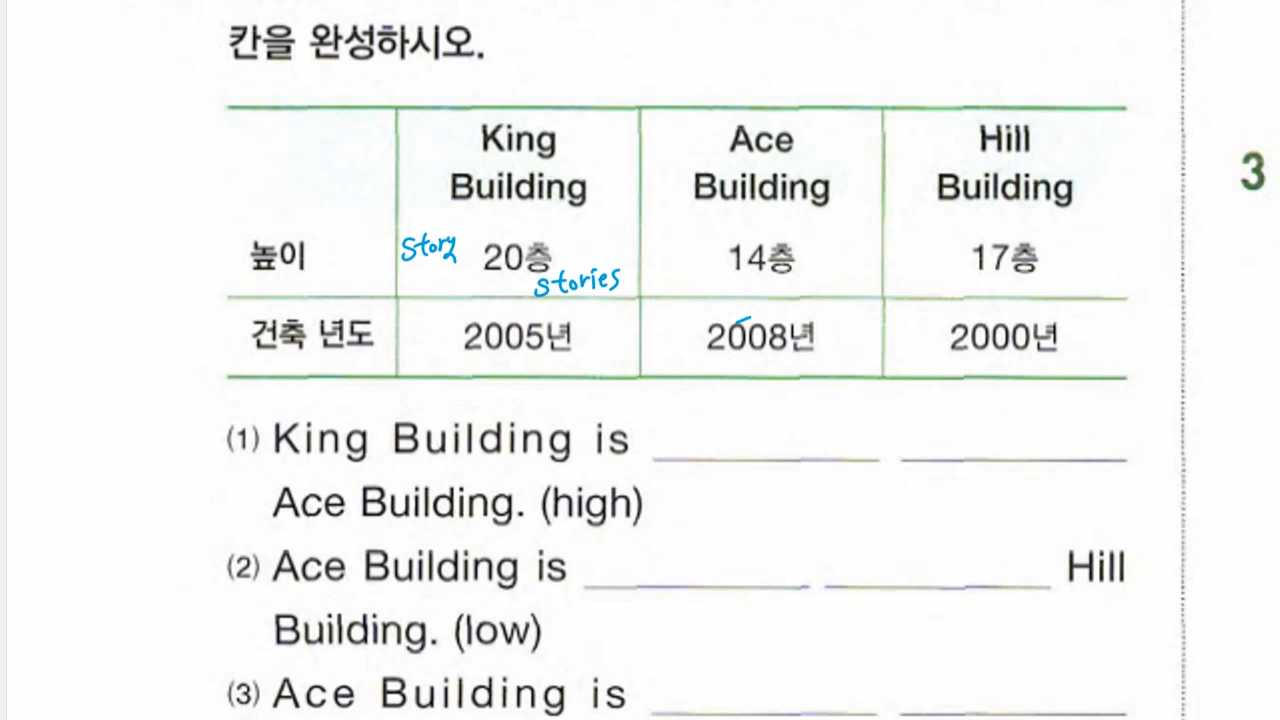 칸을 완성하시오.
King Building
Ace Building
Hill Building
높이 story 20층 stories 14층 17층
건축 년도 2005년 2008년 2000년
(1) King Building is
Ace Building. (high)
(2) Ace Building is Hill
Building. (low)
(3) Ace Building is
3